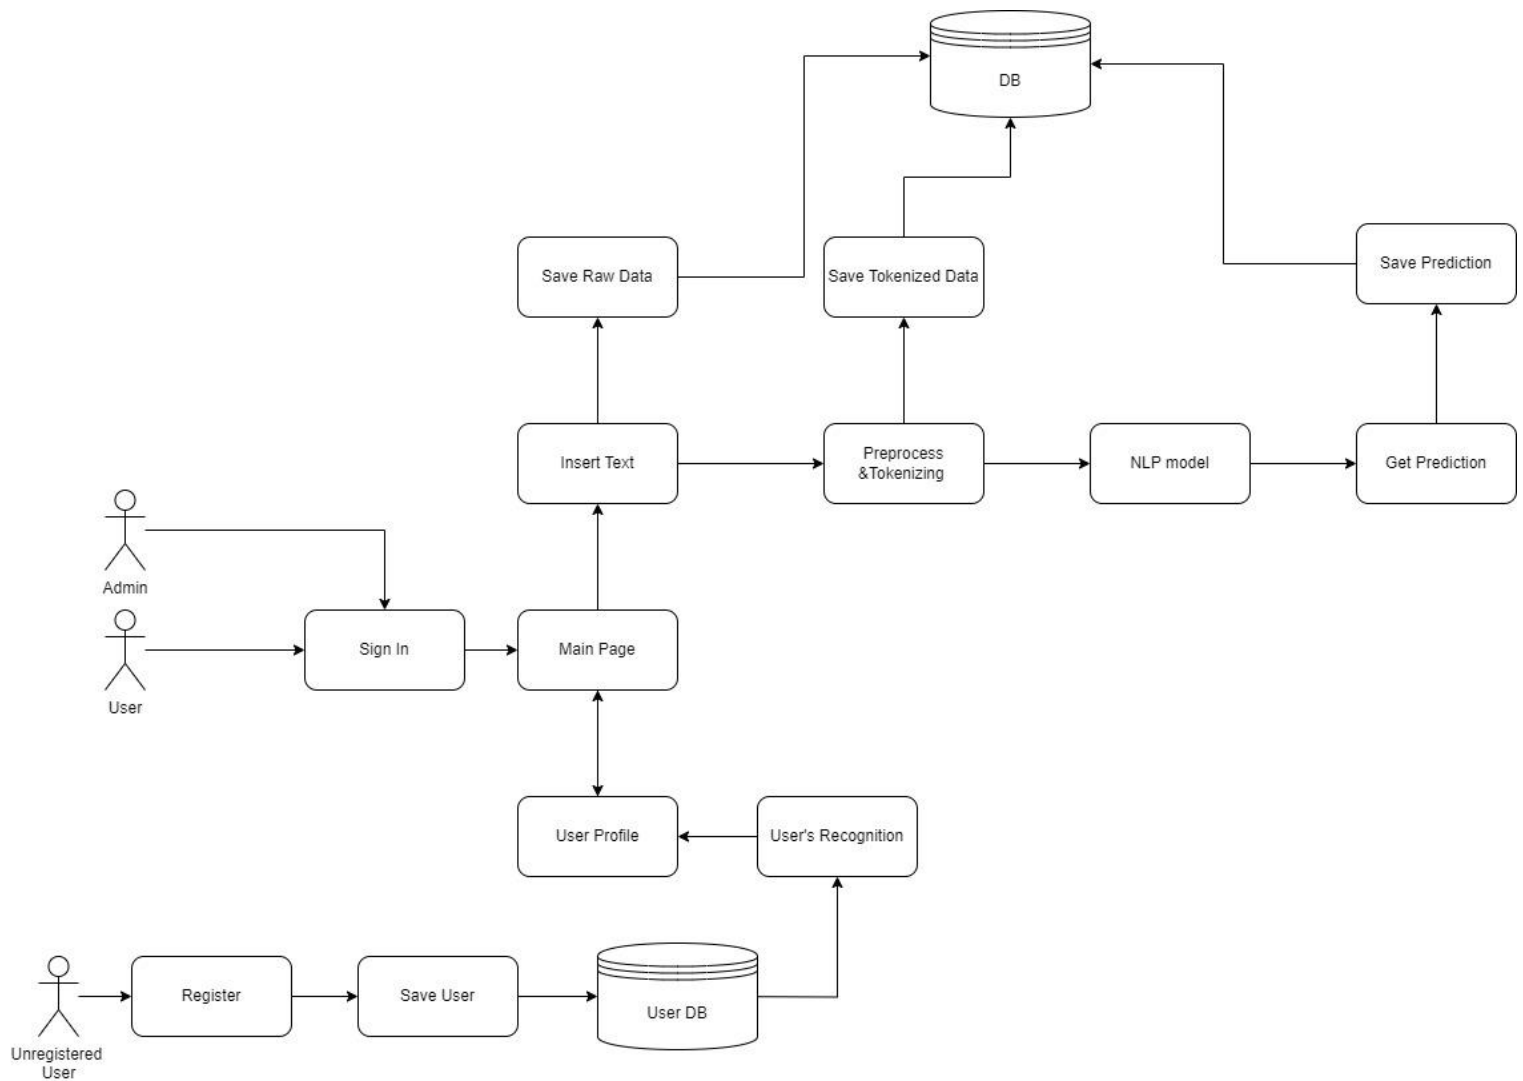 DB
Save Raw Data
Save Tokenized Data
Save Prediction
Insert Text
Preprocess
&Tokenizing
NLP model
Get Prediction
Admin
Sign In
Main Page
User
User Profile
User's Recognition
Register
Save User
User DB
Unregistered
User